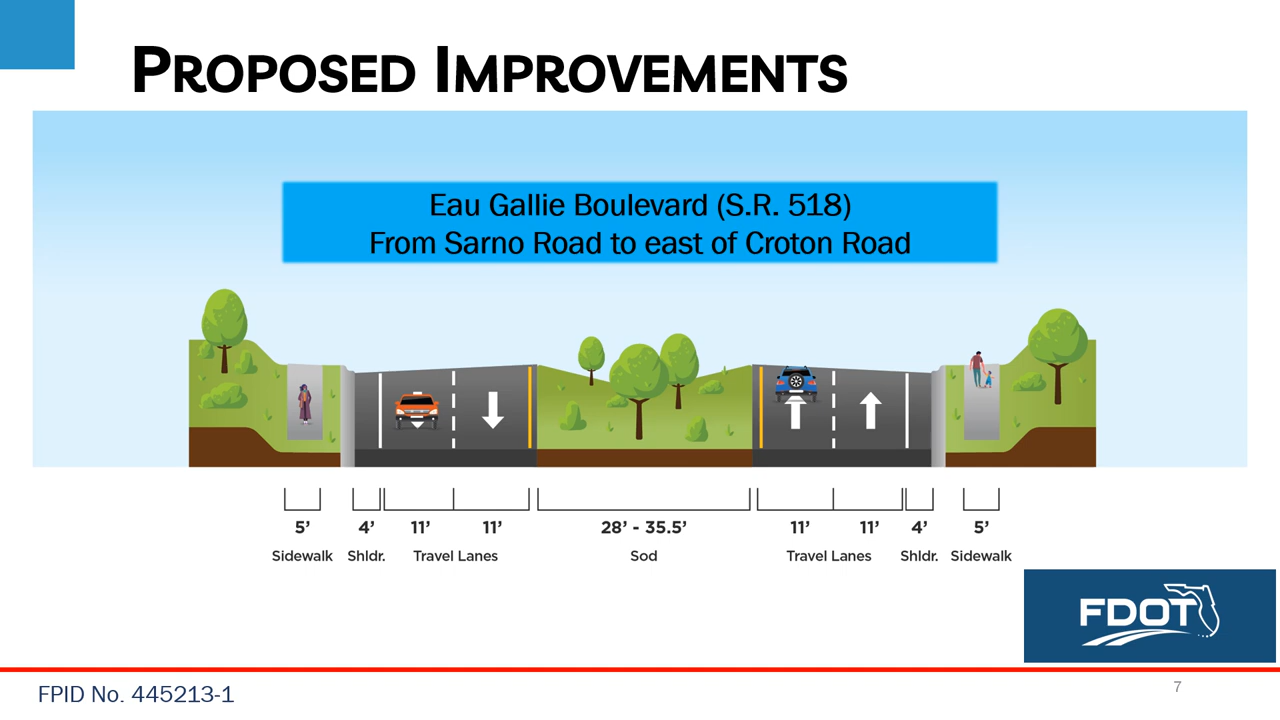 PROPOSED IMPROVEMENTS
Eau Gallie Boulevard (S.R. 518)
From Sarno Road to east of Croton Road
5’ 4’ 11’ 11’ 28’ - 35.5’ 11’ 11’ 4’ 5’
Sidewalk Shldr. Travel Lanes Sod Travel Lanes Shldr. Sidewalk
FDOT
FPID No. 445213-1
7